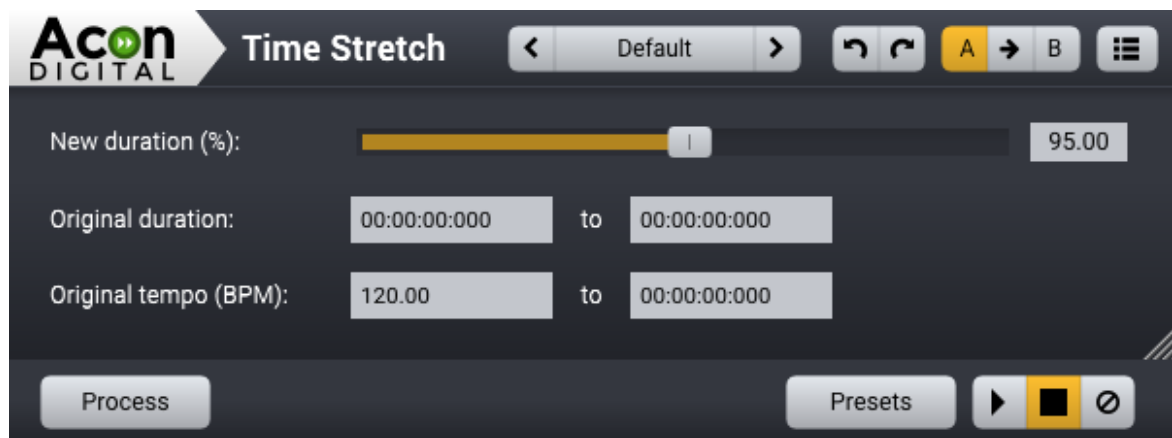 Acon
DIGITAL
Time Stretch
Default
A
B
New duration (%):
95.00
Original duration:
00:00:00:000
to
00:00:00:000
Original tempo (BPM):
120.00
to
00:00:00:000
Process
Presets